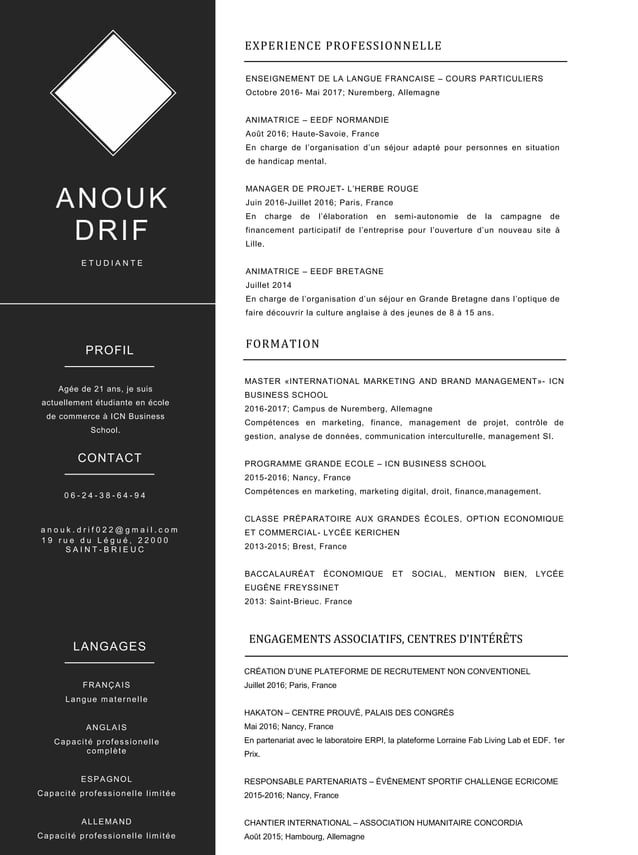 ANOUK
DRIF
ETUDIANTE
PROFIL
Agée de 21 ans, je suis
actuellement étudiante en école
de commerce à ICN Business
School.
CONTACT
06-24-38-64-94
anouk.drif022@gmail.com
19 rue du Légué, 22000
SAINT-BRIEUC
LANGAGES
FRANÇAIS
Langue maternelle
ANGLAIS
Capacité professionelle
complète
ESPAGNOL
Capacité professionelle limitée
ALLEMAND
Capacité professionelle limitée
EXPERIENCE PROFESSIONNELLE
ENSEIGNEMENT DE LA LANGUE FRANCAISE – COURS PARTICULIERS
Octobre 2016- Mai 2017; Nuremberg, Allemagne
ANIMATRICE – EEDF NORMANDIE
Août 2016; Haute-Savoie, France
En charge de l’organisation d’un séjour adapté pour personnes en situation
de handicap mental.
MANAGER DE PROJET- L’HERBE ROUGE
Juin 2016-Juillet 2016; Paris, France
En charge de l’élaboration en semi-autonomie de la campagne de
financement participatif de l’entreprise pour l’ouverture d’un nouveau site à
Lille.
ANIMATRICE – EEDF BRETAGNE
Juillet 2014
En charge de l’organisation d’un séjour en Grande Bretagne dans l’optique de
faire découvrir la culture anglaise à des jeunes de 8 à 15 ans.
FORMATION
MASTER «INTERNATIONAL MARKETING AND BRAND MANAGEMENT»- ICN
BUSINESS SCHOOL
2016-2017; Campus de Nuremberg, Allemagne
Compétences en marketing, finance, management de projet, contrôle de
gestion, analyse de données, communication interculturelle, management SI.
PROGRAMME GRANDE ECOLE – ICN BUSINESS SCHOOL
2015-2016; Nancy, France
Compétences en marketing, marketing digital, droit, finance,management.
CLASSE PRÉPARATOIRE AUX GRANDES ÉCOLES, OPTION ECONOMIQUE
ET COMMERCIAL- LYCÉE KERICHEN
2013-2015; Brest, France
BACCALAURÉAT ÉCONOMIQUE ET SOCIAL, MENTION BIEN, LYCÉE
EUGÈNE FREYSSINET
2013: Saint-Brieuc. France
ENGAGEMENTS ASSOCIATIFS, CENTRES D’INTÉRÊTS
CRÉATION D’UNE PLATEFORME DE RECRUTEMENT NON CONVENTIONEL
Juillet 2016; Paris, France
HAKATON – CENTRE PROUVÉ, PALAIS DES CONGRÈS
Mai 2016; Nancy, France
En partenariat avec le laboratoire ERPI, la plateforme Lorraine Fab Living Lab et EDF. 1er
Prix.
RESPONSABLE PARTENARIATS – ÉVÉNEMENT SPORTIF CHALLENGE ECRICOME
2015-2016; Nancy, France
CHANTIER INTERNATIONAL – ASSOCIATION HUMANITAIRE CONCORDIA
Août 2015; Hambourg, Allemagne